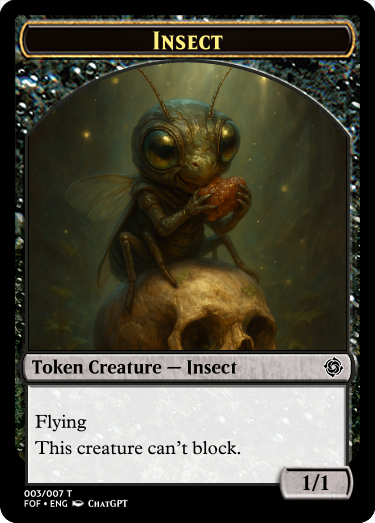 Insect
Token Creature — Insect
Flying
This creature can't block.
1/1
003/007 T
FOF • ENG ChatGPT